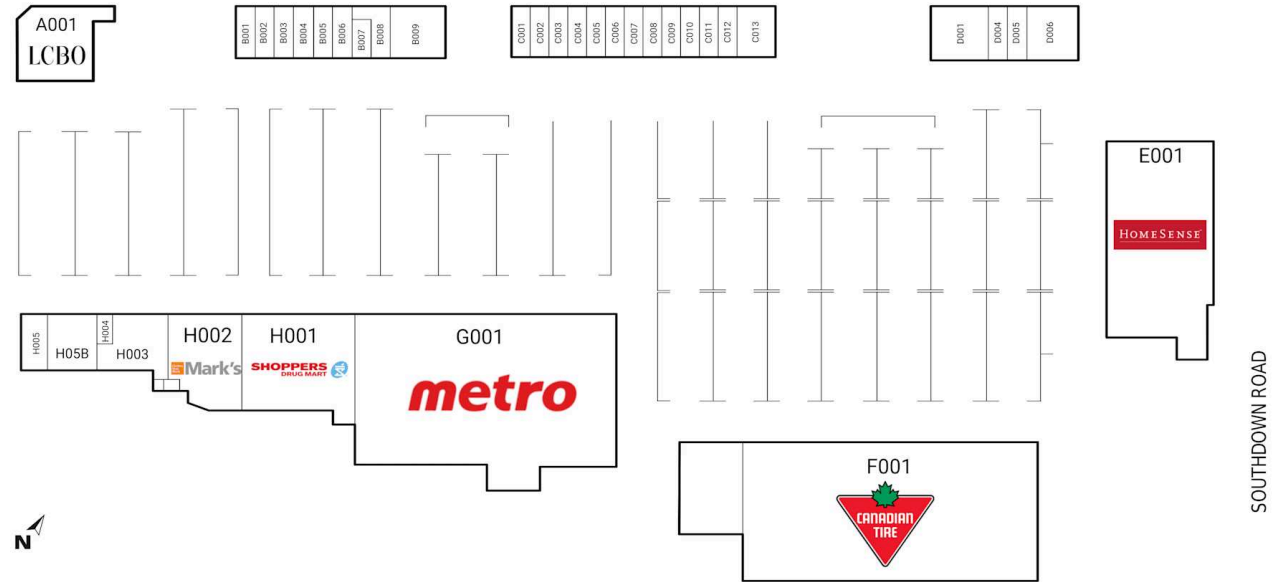 A001
LCBO
B001
B002
B003
B004
B005
B006
B007
B008
B009
C001
C002
C003
C004
C005
C006
C007
C008
C009
C010
C011
C012
C013
D001
D004
D005
D006
E001
HOMESENSE
H005
H05B
H004
H003
H002
Mark's
H001
SHOPPERS
DRUG MART
G001
metro
F001
CANADIAN
TIRE
SOUTHDOWN ROAD
N